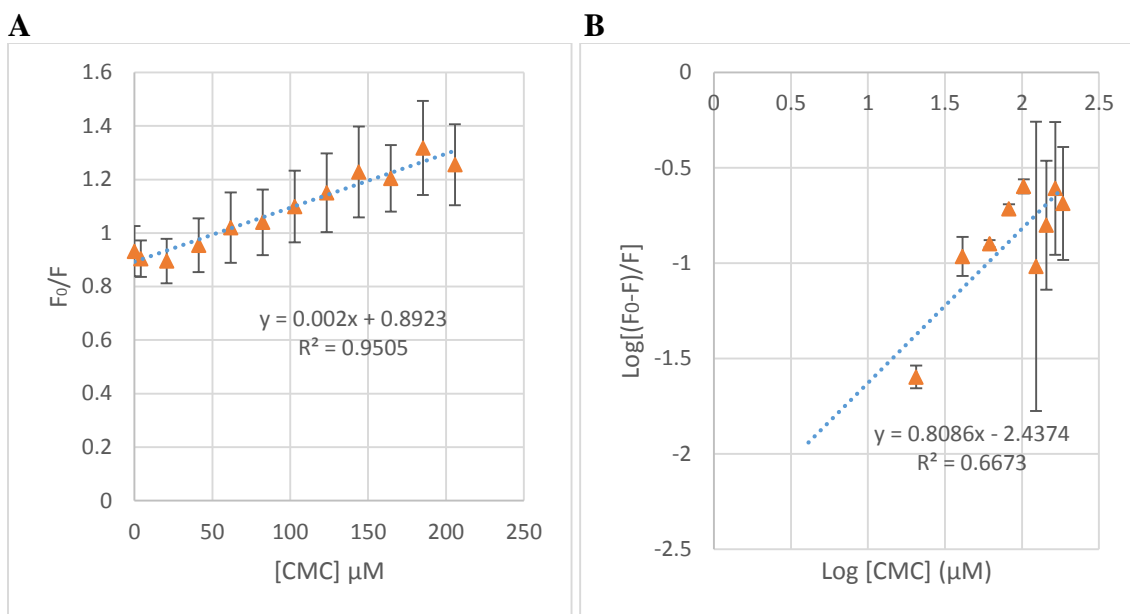 A
1.6
1.4
1.2
1
0.8
0.6
0.4
0.2
0
F₀/F
y = 0.002x + 0.8923
R² = 0.9505
0 50 100 150 200 250
[CMC] µM
B
0 0.5 1 1.5 2 2.5
0
-0.5
-1
-1.5
-2
-2.5
Log[(F₀-F)/F]
y = 0.8086x - 2.4374
R² = 0.6673
Log [CMC] (µM)